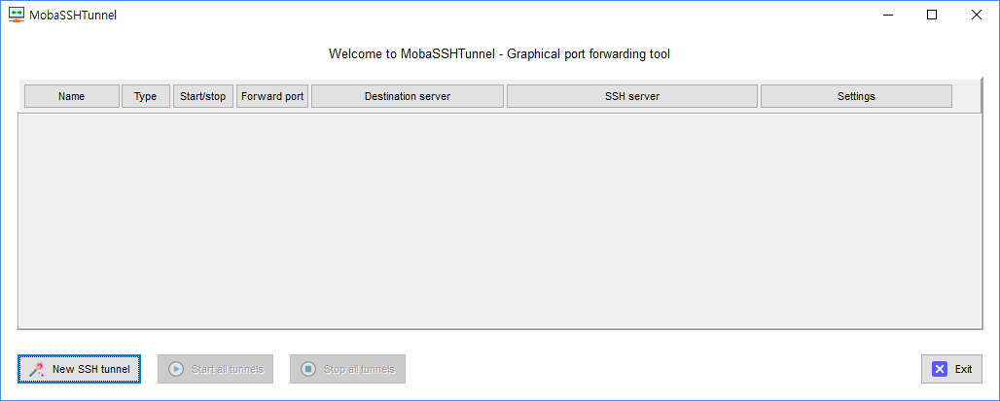 MobaSSHTunnel
Welcome to MobaSSHTunnel - Graphical port forwarding tool
Name Type Start/stop Forward port Destination server SSH server Settings
New SSH tunnel Start all tunnels Stop all tunnels Exit